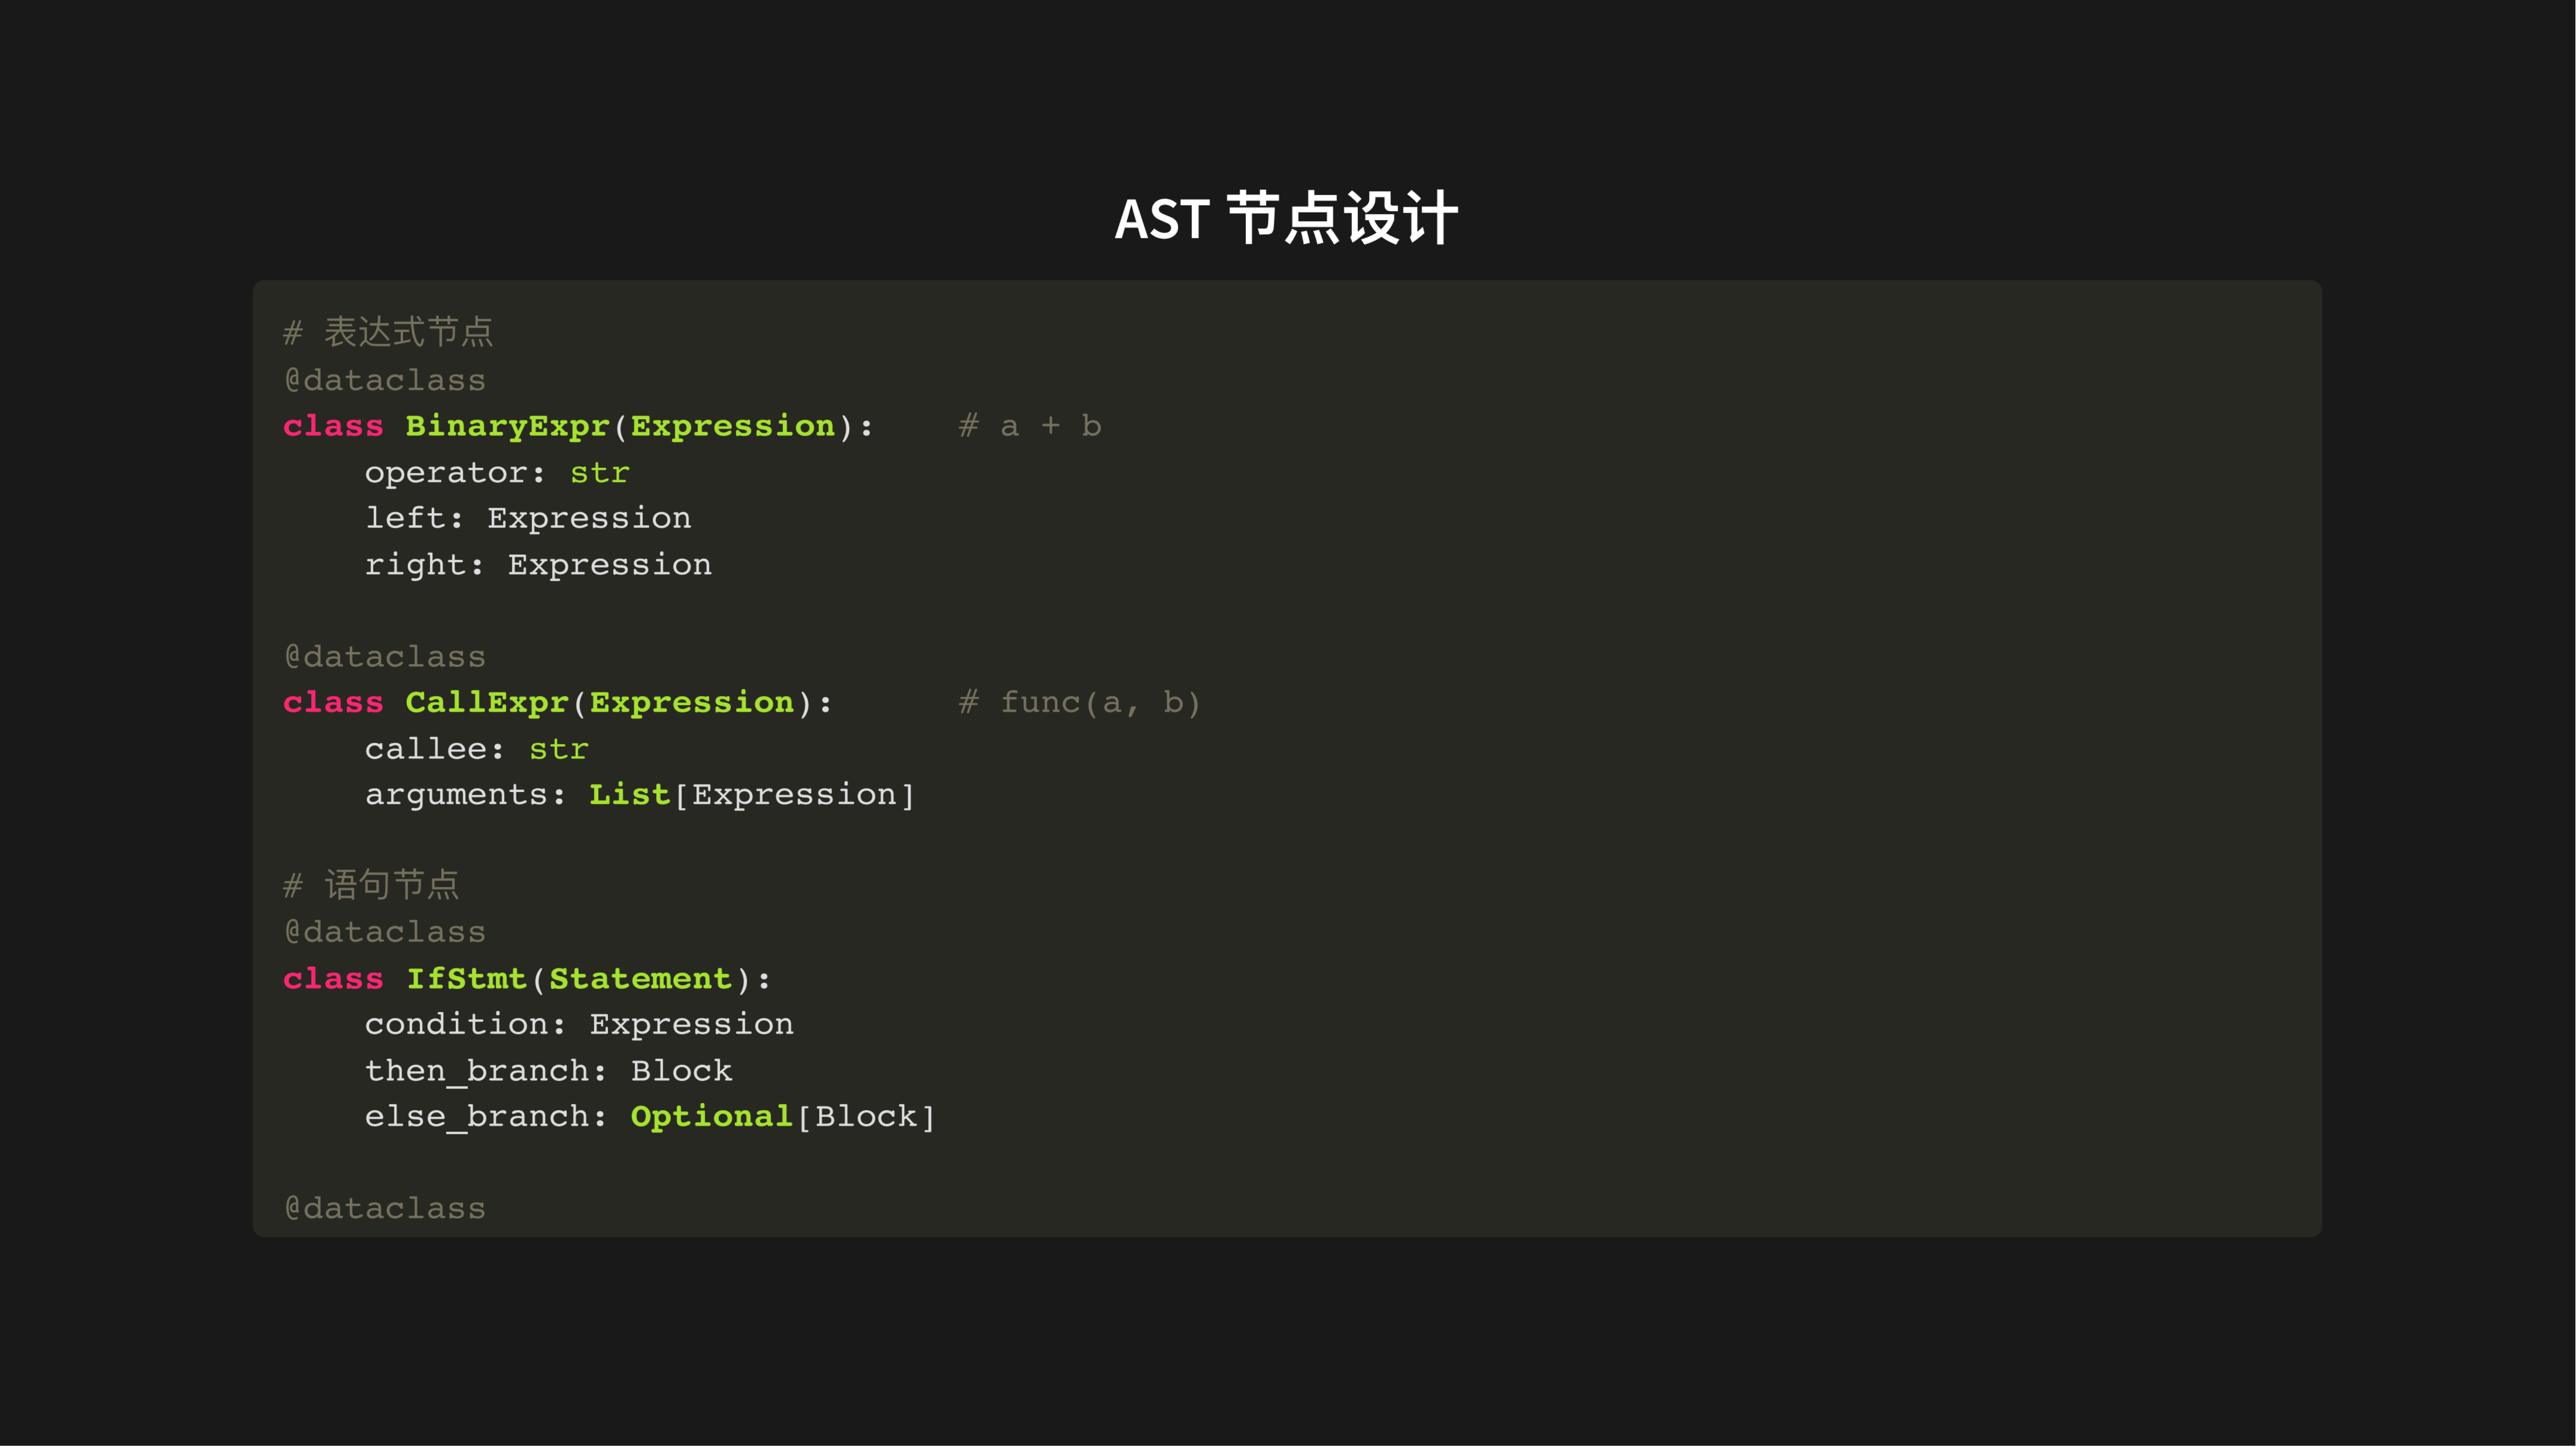 AST 节点设计
# 表达式节点
@dataclass
class BinaryExpr(Expression):    # a + b
    operator: str
    left: Expression
    right: Expression

@dataclass
class CallExpr(Expression):      # func(a, b)
    callee: str
    arguments: List[Expression]

# 语句节点
@dataclass
class IfStmt(Statement):
    condition: Expression
    then_branch: Block
    else_branch: Optional[Block]

@dataclass